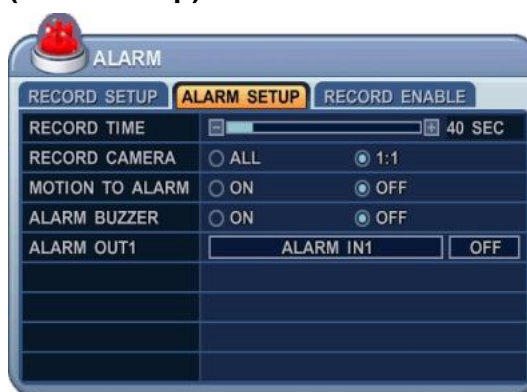 ALARM
RECORD SETUP ALARM SETUP RECORD ENABLE
RECORD TIME 40 SEC
RECORD CAMERA ALL 1:1
MOTION TO ALARM ON OFF
ALARM BUZZER ON OFF
ALARM OUT1 ALARM IN1 OFF